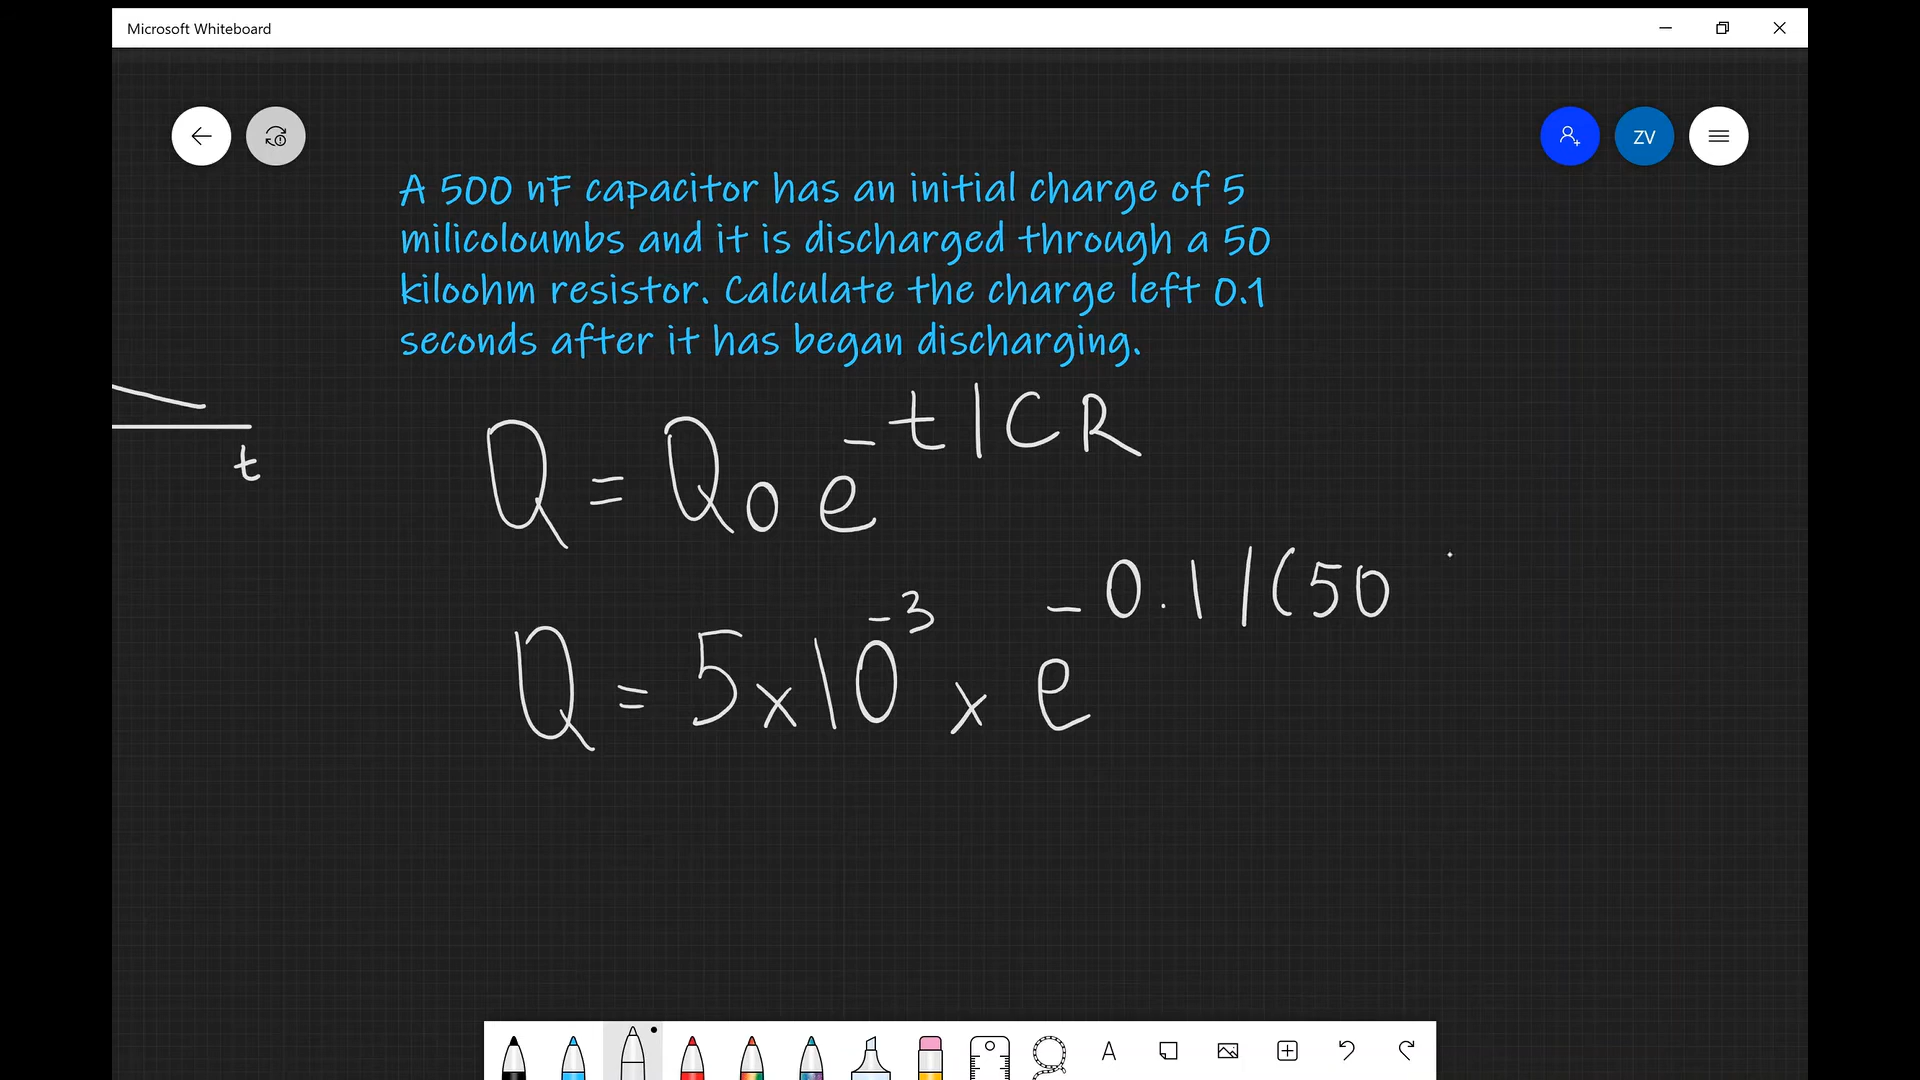 Microsoft Whiteboard
ZV
A 500 nF capacitor has an initial charge of 5
milicoloumbs and it is discharged through a 50
kiloohm resistor. Calculate the charge left 0.1
seconds after it has began discharging.
t
Q = Q₀ e^-t/CR
Q = 5x10^-3 x e^-0.1/(50
A